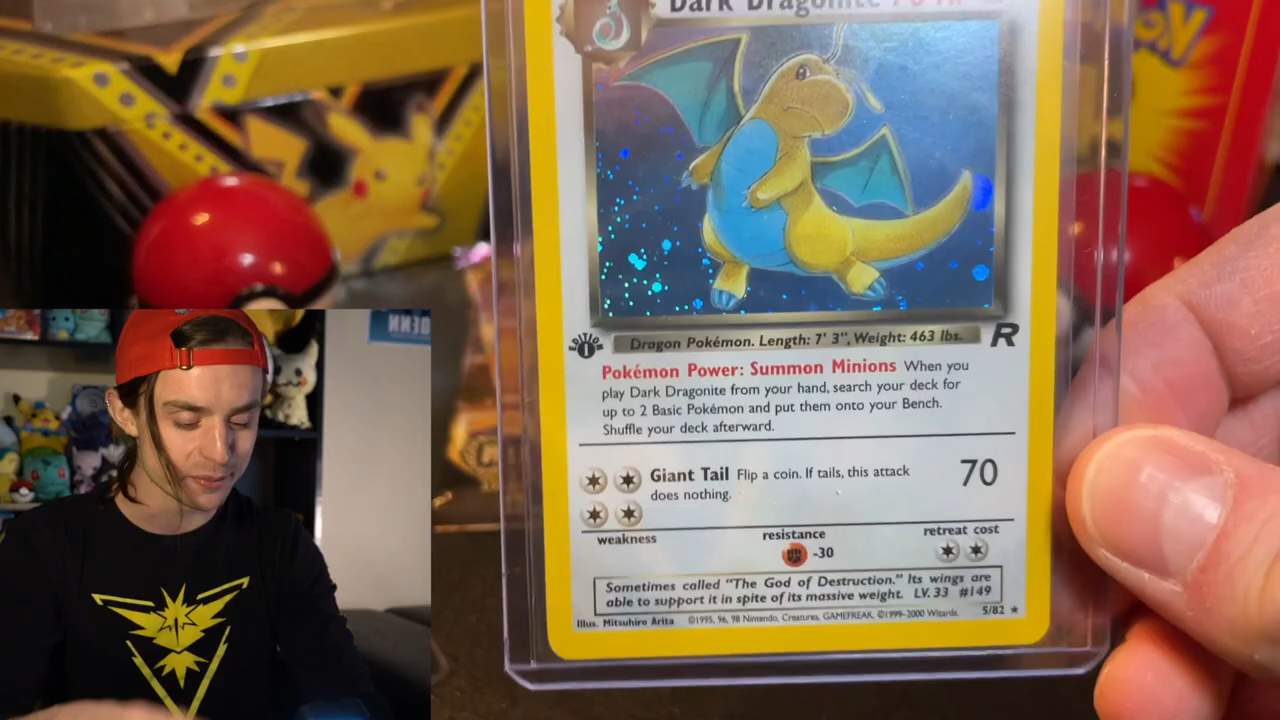 Dark Dragonite 70 HP
EDITION
1
Dragon Pokémon. Length: 7' 3", Weight: 463 lbs.
R
Pokémon Power: Summon Minions When you
play Dark Dragonite from your hand, search your deck for
up to 2 Basic Pokémon and put them onto your Bench.
Shuffle your deck afterward.
Giant Tail Flip a coin. If tails, this attack
does nothing.
70
weakness
resistance
retreat cost
-30
Sometimes called "The God of Destruction." Its wings are
able to support it in spite of its massive weight. LV. 33 #149
Illus. Mitsuhiro Arita ©1995, 96, 98 Nintendo, Creatures, GAMEFREAK. ©1999-2000 Wizards. 5/82 ★